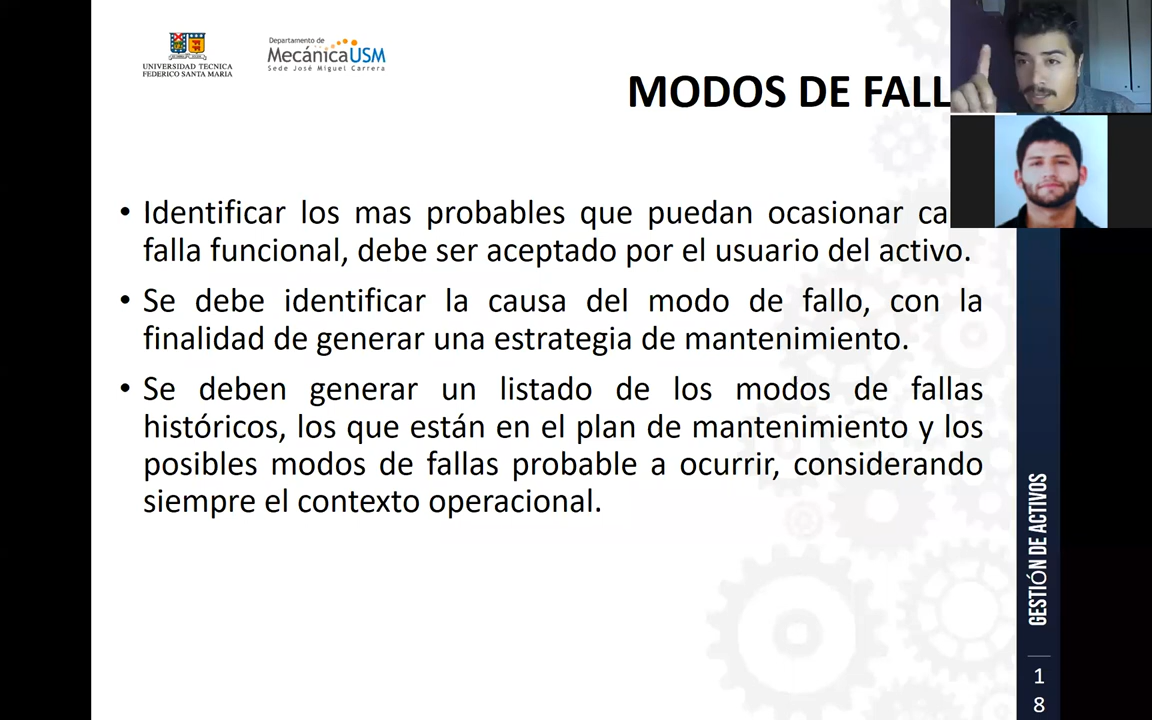 UNIVERSIDAD TECNICA
FEDERICO SANTA MARIA
Departamento de
MecánicaUSM
Sede José Miguel Carrera
MODOS DE FALL
• Identificar los mas probables que puedan ocasionar
falla funcional, debe ser aceptado por el usuario del activo.
• Se debe identificar la causa del modo de fallo, con la
finalidad de generar una estrategia de mantenimiento.
• Se deben generar un listado de los modos de fallas
históricos, los que están en el plan de mantenimiento y los
posibles modos de fallas probable a ocurrir, considerando
siempre el contexto operacional.
GESTIÓN DE ACTIVOS
1
8